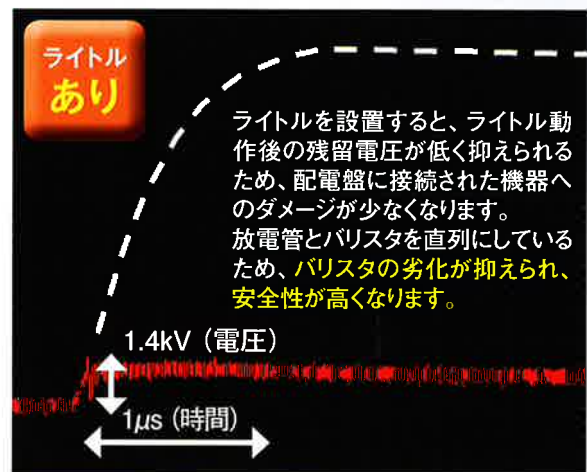 ライトル
あり
ライトルを設置すると、ライトル動
作後の残留電圧が低く抑えられる
ため、配電盤に接続された機器へ
のダメージが少なくなります。
放電管とバリスタを直列にしている
ため、バリスタの劣化が抑えられ、
安全性が高くなります。
1.4kV（電圧）
1μs（時間）